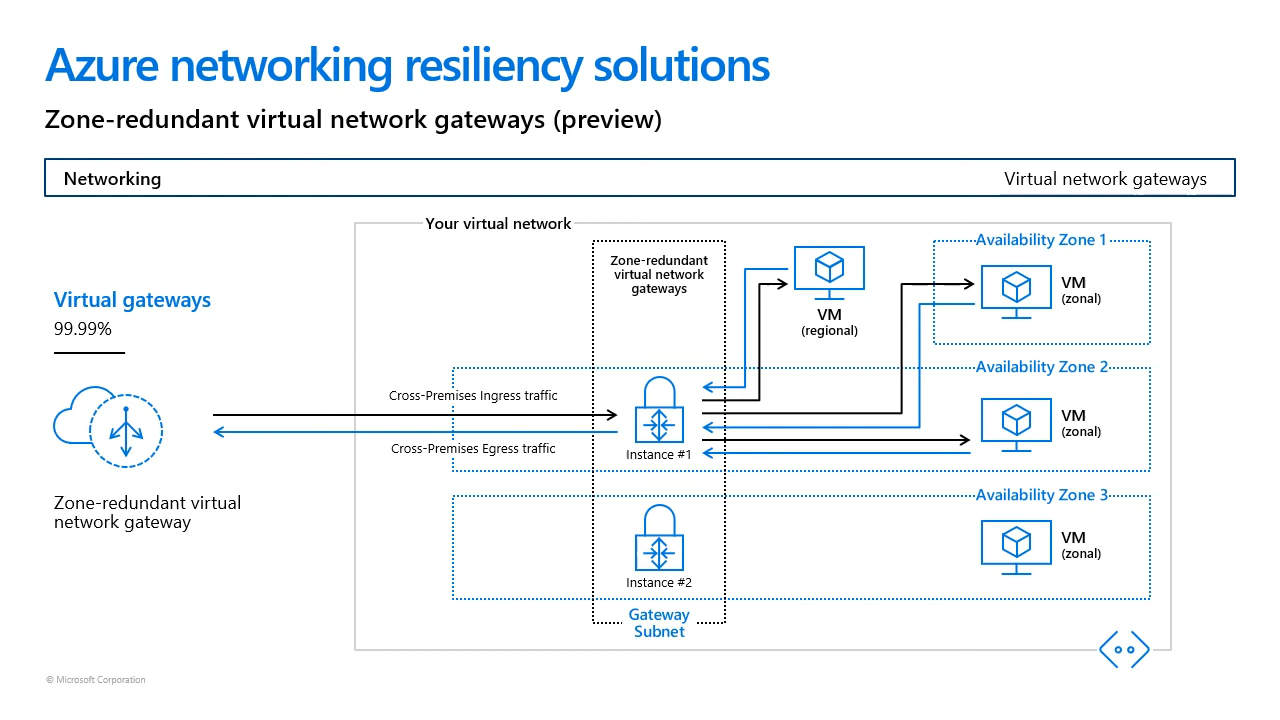 Azure networking resiliency solutions
Zone-redundant virtual network gateways (preview)
Networking
Virtual network gateways
Your virtual network
Virtual gateways
99.99%
Zone-redundant virtual
network gateway
Cross-Premises Ingress traffic
Cross-Premises Egress traffic
Zone-redundant
virtual network
gateways
Instance #1
Instance #2
Gateway
Subnet
VM
(regional)
Availability Zone 1
VM
(zonal)
Availability Zone 2
VM
(zonal)
Availability Zone 3
VM
(zonal)
© Microsoft Corporation